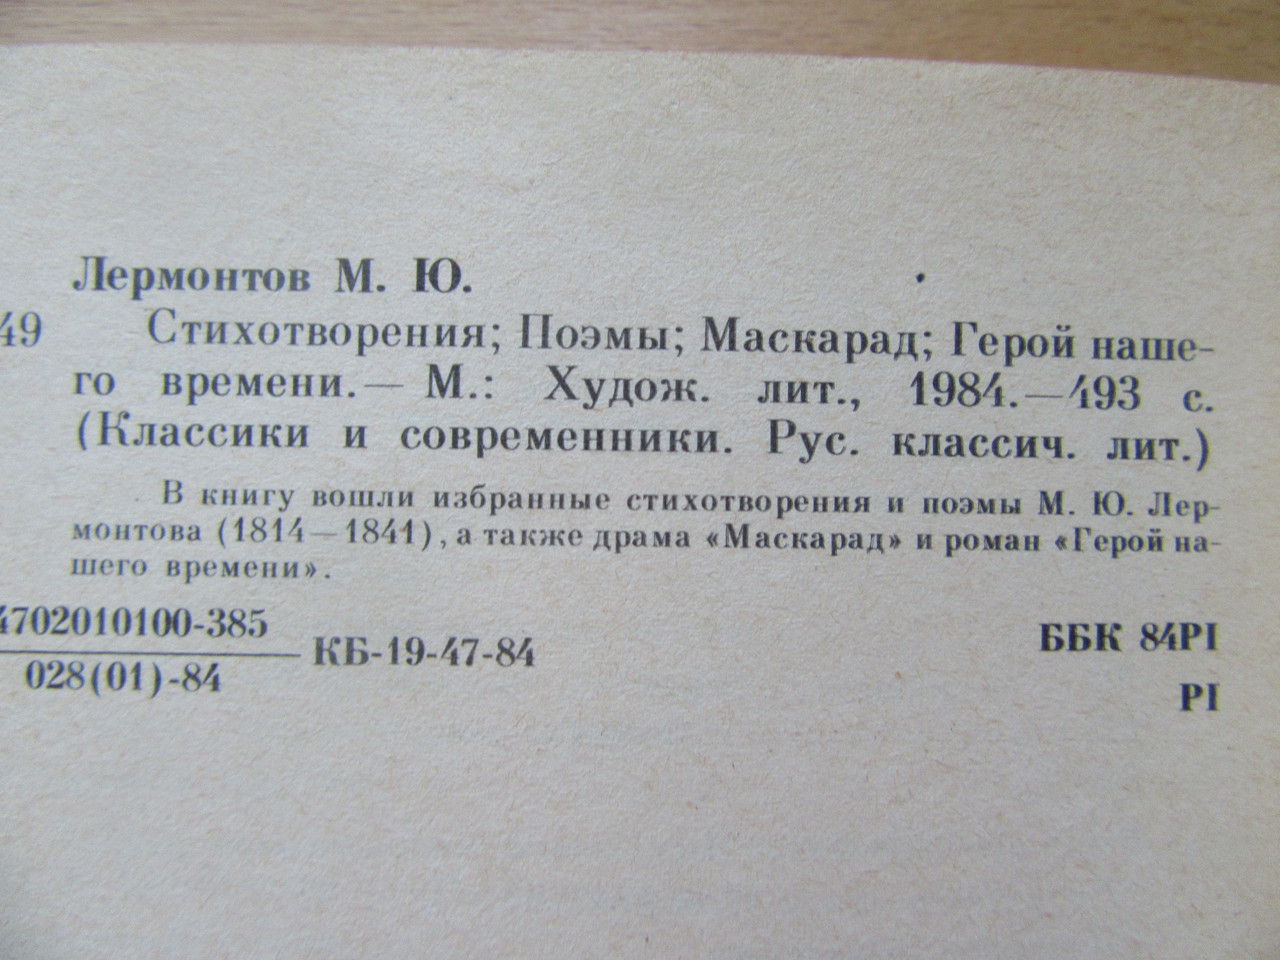 Лермонтов М. Ю.
49 Стихотворения; Поэмы; Маскарад; Герой наше-
го времени.— М.: Худож. лит., 1984.—493 с.
(Классики и современники. Рус. классич. лит.)
В книгу вошли избранные стихотворения и поэмы М. Ю. Лер-
монтова (1814—1841), а также драма «Маскарад» и роман «Герой на-
шего времени».
4702010100-385
028(01)-84
КБ-19-47-84
ББК 84РI
РI